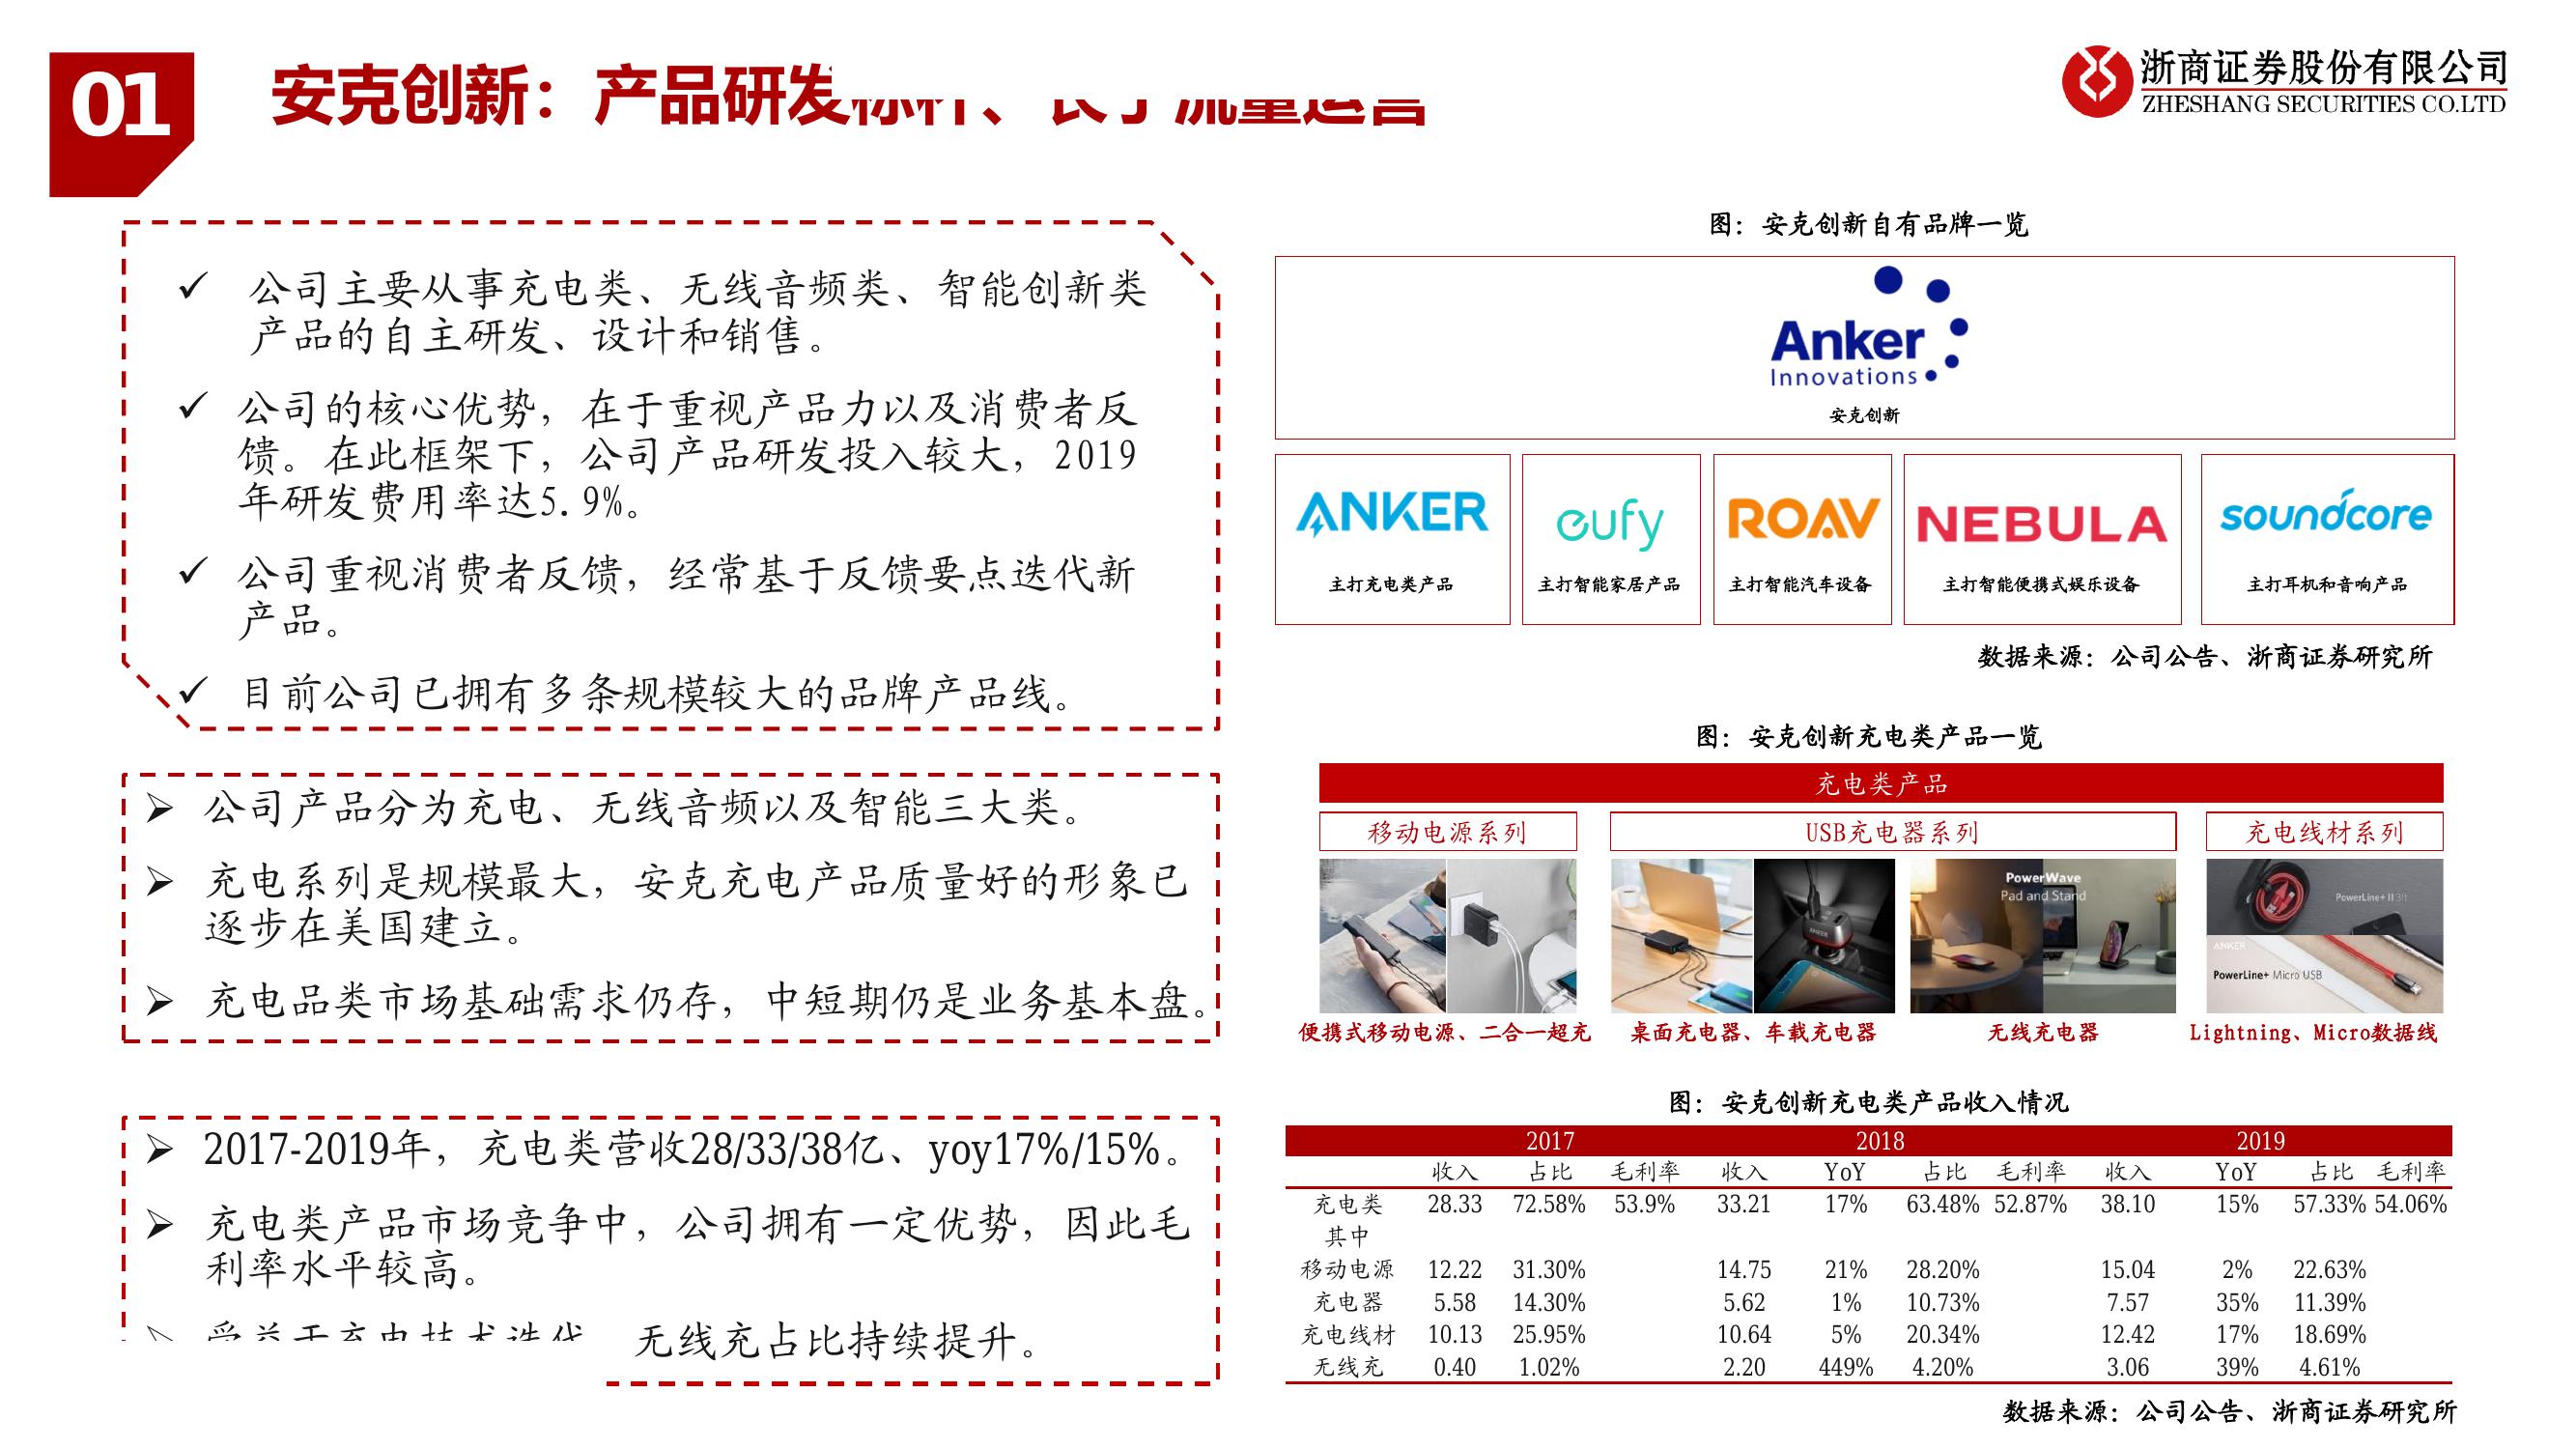 01
安克创新：产品研发
浙商证券股份有限公司
ZHESHANG SECURITIES CO.LTD
公司主要从事充电类、无线音频类、智能创新类
产品的自主研发、设计和销售。
公司的核心优势，在于重视产品力以及消费者反
馈。在此框架下，公司产品研发投入较大，2019
年研发费用率达5.9%。
公司重视消费者反馈，经常基于反馈要点迭代新
产品。
目前公司已拥有多条规模较大的品牌产品线。
公司产品分为充电、无线音频以及智能三大类。
充电系列是规模最大，安克充电产品质量好的形象已
逐步在美国建立。
充电品类市场基础需求仍存，中短期仍是业务基本盘。
2017-2019年，充电类营收28/33/38亿、yoy17%/15%。
充电类产品市场竞争中，公司拥有一定优势，因此毛
利率水平较高。
无线充占比持续提升。
图：安克创新自有品牌一览
Anker
Innovations
安克创新
ANKER eufy ROAV NEBULA soundcore
主打充电类产品 主打智能家居产品 主打智能汽车设备 主打智能便携式娱乐设备 主打耳机和音响产品
数据来源：公司公告、浙商证券研究所
图：安克创新充电类产品一览
充电类产品
移动电源系列 USB充电器系列 充电线材系列
PowerWave
Pad and Stand
PowerLine+ II 3ft
ANKER
ANKER
PowerLine+ Micro USB
便携式移动电源、二合一超充 桌面充电器、车载充电器 无线充电器 Lightning、Micro数据线
图：安克创新充电类产品收入情况
2017 2018 2019
收入 占比 毛利率 收入 YoY 占比 毛利率 收入 YoY 占比 毛利率
充电类 28.33 72.58% 53.9% 33.21 17% 63.48% 52.87% 38.10 15% 57.33% 54.06%
其中
移动电源 12.22 31.30% 14.75 21% 28.20% 15.04 2% 22.63%
充电器 5.58 14.30% 5.62 1% 10.73% 7.57 35% 11.39%
充电线材 10.13 25.95% 10.64 5% 20.34% 12.42 17% 18.69%
无线充 0.40 1.02% 2.20 449% 4.20% 3.06 39% 4.61%
数据来源：公司公告、浙商证券研究所